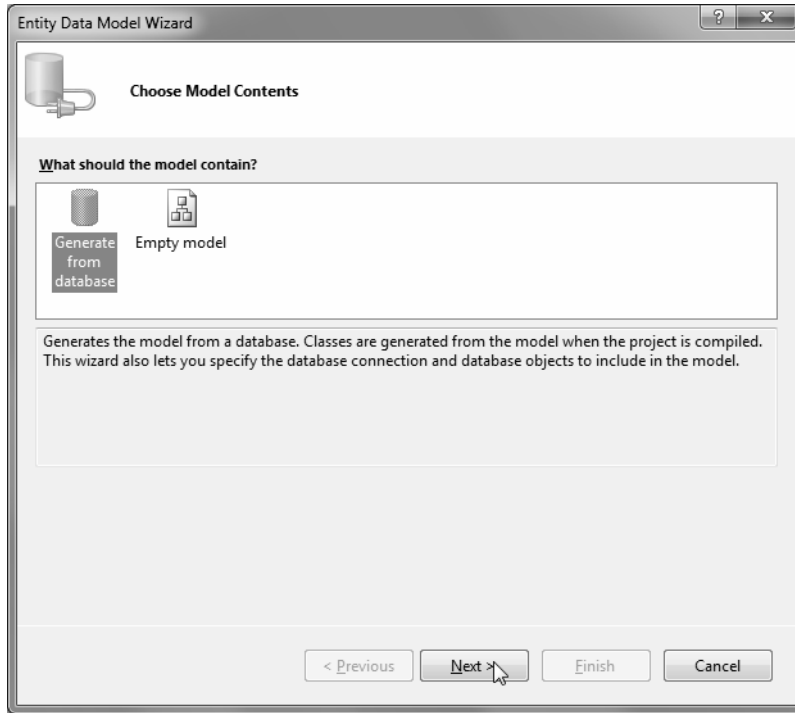 Entity Data Model Wizard
?
X
Choose Model Contents
What should the model contain?
Generate
from
database
Empty model
Generates the model from a database. Classes are generated from the model when the project is compiled.
This wizard also lets you specify the database connection and database objects to include in the model.
< Previous
Next >
Finish
Cancel